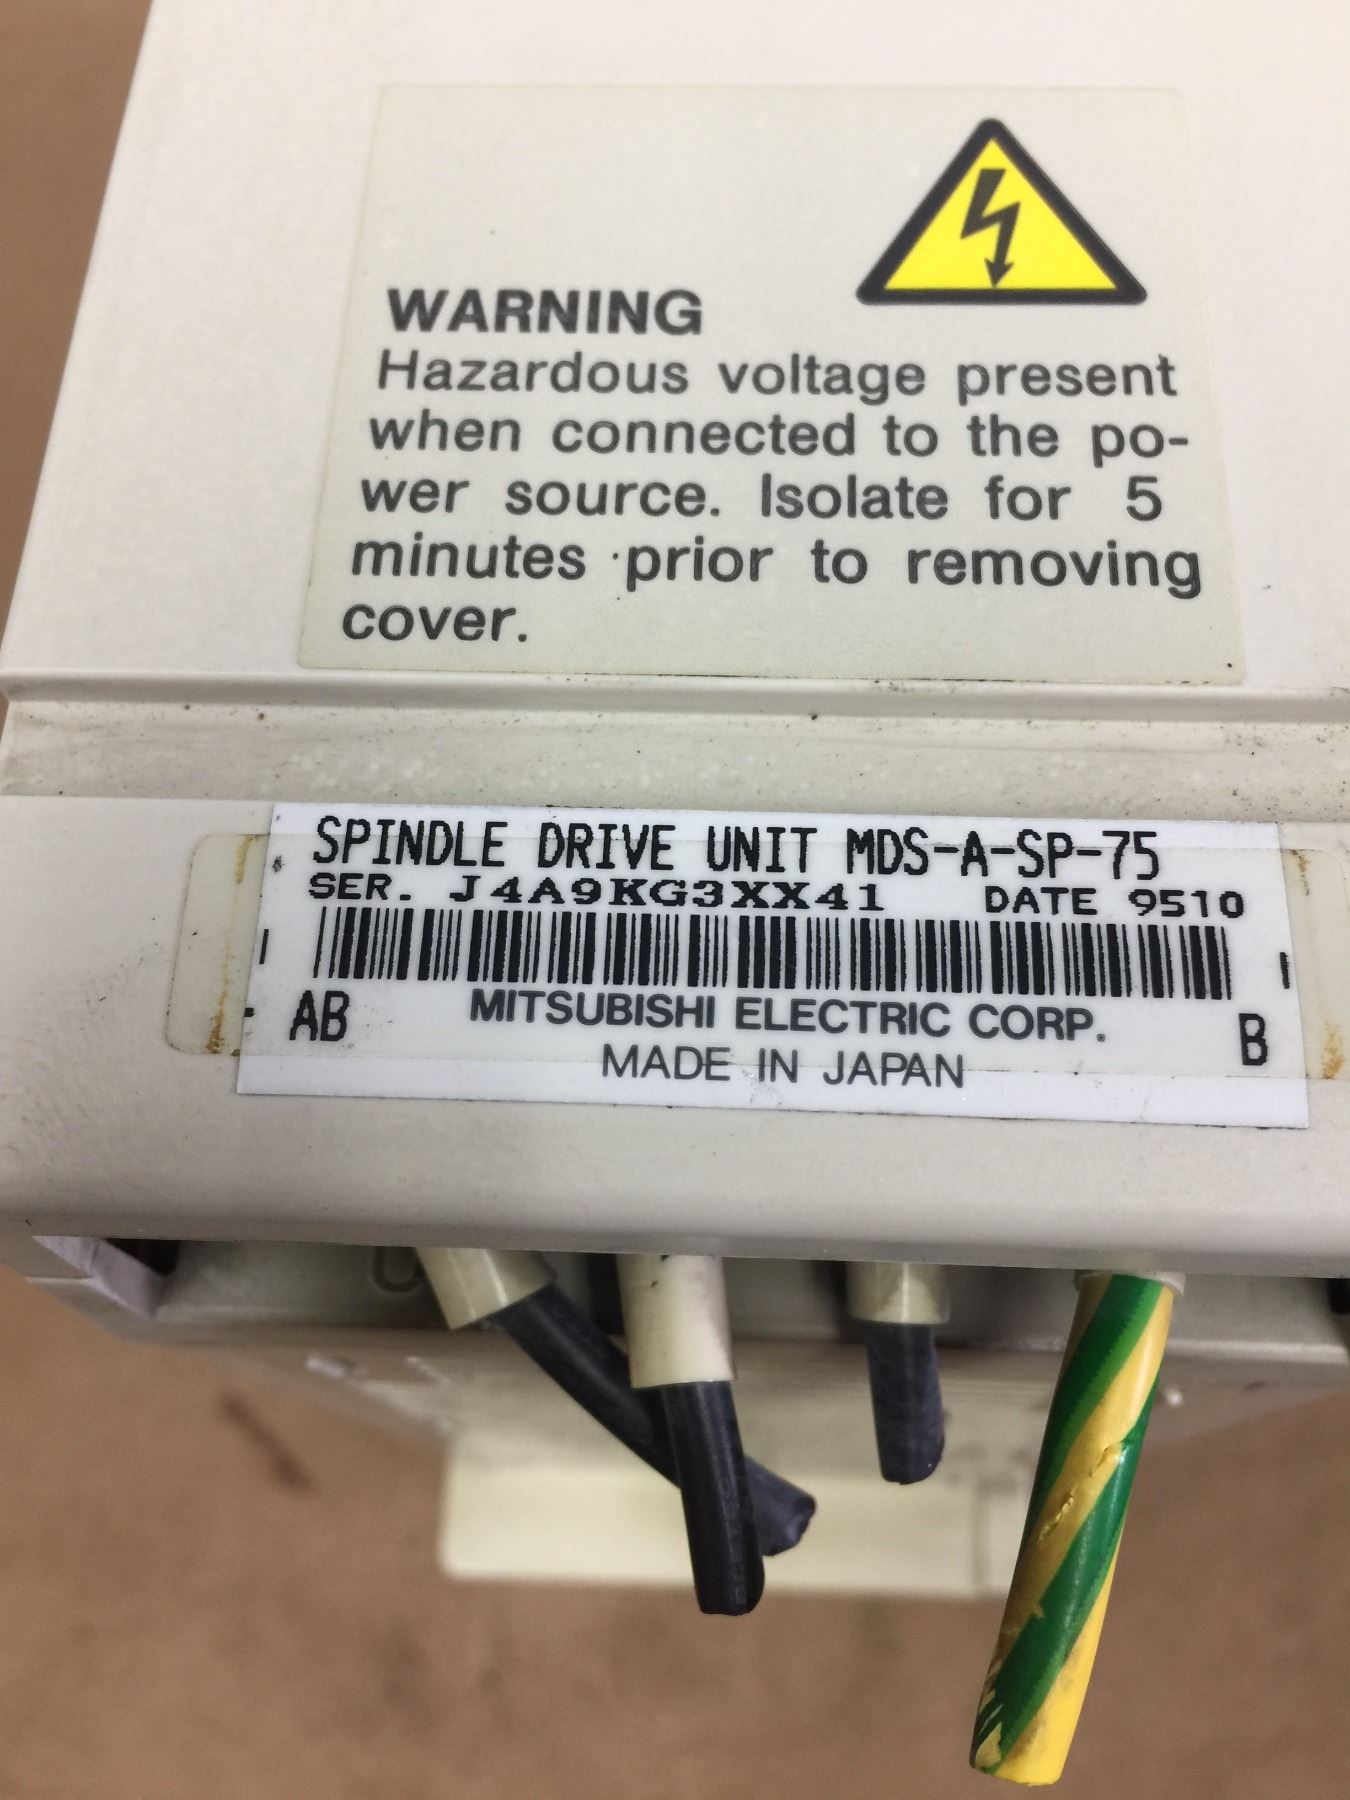 WARNING
Hazardous voltage present
when connected to the po-
wer source. Isolate for 5
minutes prior to removing
cover.
SPINDLE DRIVE UNIT MDS-A-SP-75
SER. J4A9KG3XX41 DATE 9510
AB MITSUBISHI ELECTRIC CORP. B
MADE IN JAPAN